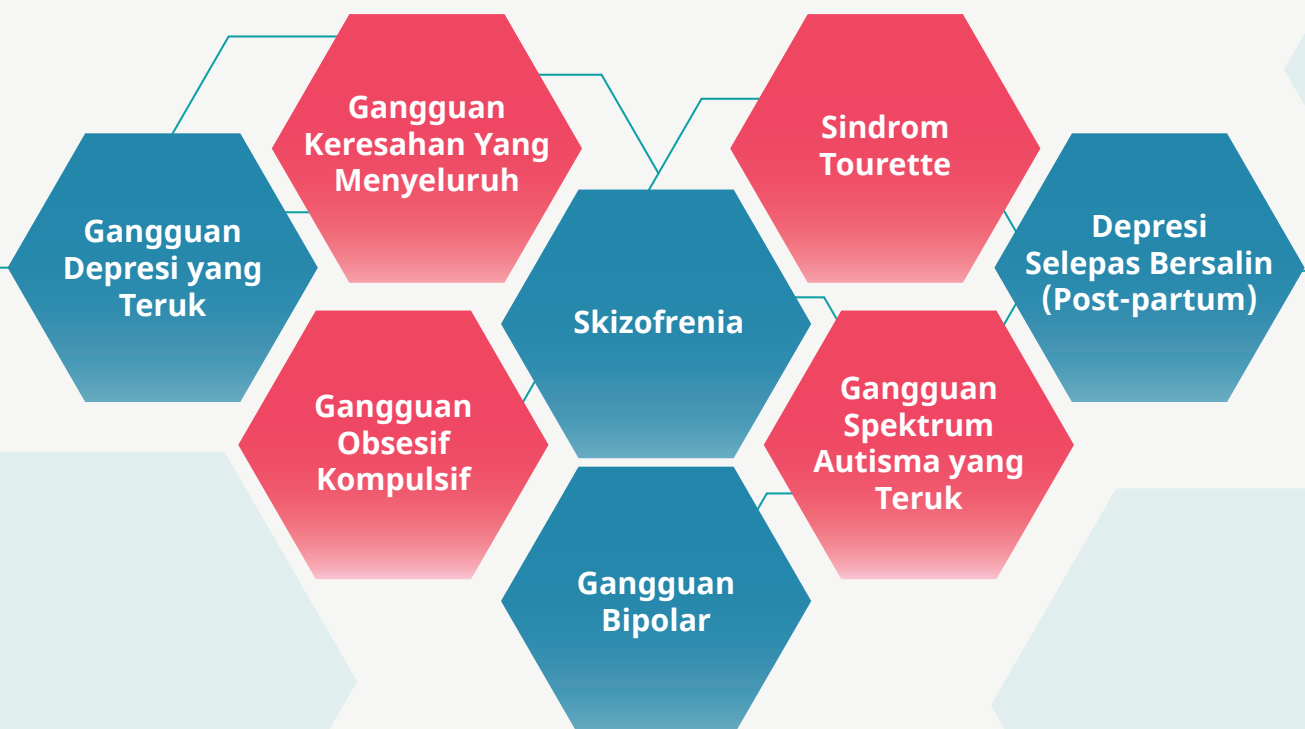 Gangguan
Keresahan Yang
Menyeluruh
Sindrom
Tourette
Gangguan
Depresi yang
Teruk
Depresi
Selepas Bersalin
(Post-partum)
Skizofrenia
Gangguan
Obsesif
Kompulsif
Gangguan
Spektrum
Autisma yang
Teruk
Gangguan
Bipolar